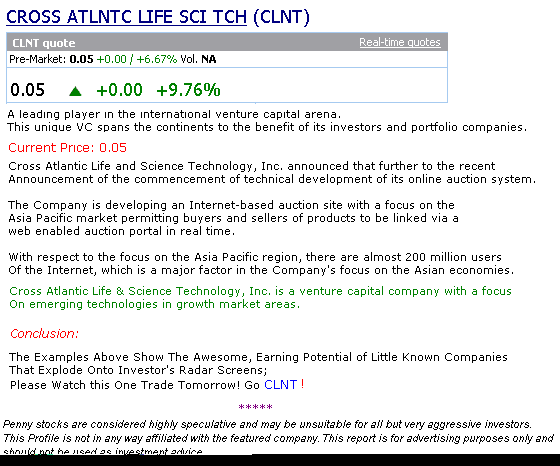 CROSS ATLNTC LIFE SCI TCH (CLNT)
CLNT quote Real-time quotes
Pre-Market: 0.05 +0.00 / +6.67% Vol. NA
0.05 ▲ +0.00 +9.76%
A leading player in the international venture capital arena.
This unique VC spans the continents to the benefit of its investors and portfolio companies.
Current Price: 0.05
Cross Atlantic Life and Science Technology, Inc. announced that further to the recent
Announcement of the commencement of technical development of its online auction system.
The Company is developing an Internet-based auction site with a focus on the
Asia Pacific market permitting buyers and sellers of products to be linked via a
web enabled auction portal in real time.
With respect to the focus on the Asia Pacific region, there are almost 200 million users
Of the Internet, which is a major factor in the Company's focus on the Asian economies.
Cross Atlantic Life & Science Technology, Inc. is a venture capital company with a focus
On emerging technologies in growth market areas.
Conclusion:
The Examples Above Show The Awesome, Earning Potential of Little Known Companies
That Explode Onto Investor's Radar Screens;
Please Watch this One Trade Tomorrow! Go CLNT !
*****
Penny stocks are considered highly speculative and may be unsuitable for all but very aggressive investors.
This Profile is not in any way affiliated with the featured company. This report is for advertising purposes only and
should not be used as investment advice.